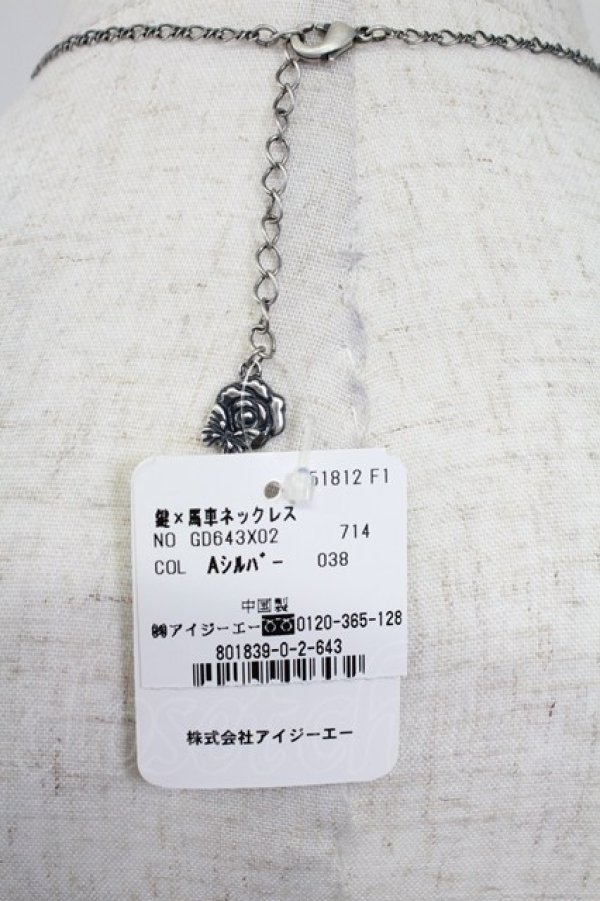 51812 F1
鍵×馬車ネックレス
NO GD643X02 714
COL Aシルバー 038
中国製
㈱アイジーエー 0120-365-128
801839-0-2-643
株式会社アイジーエー